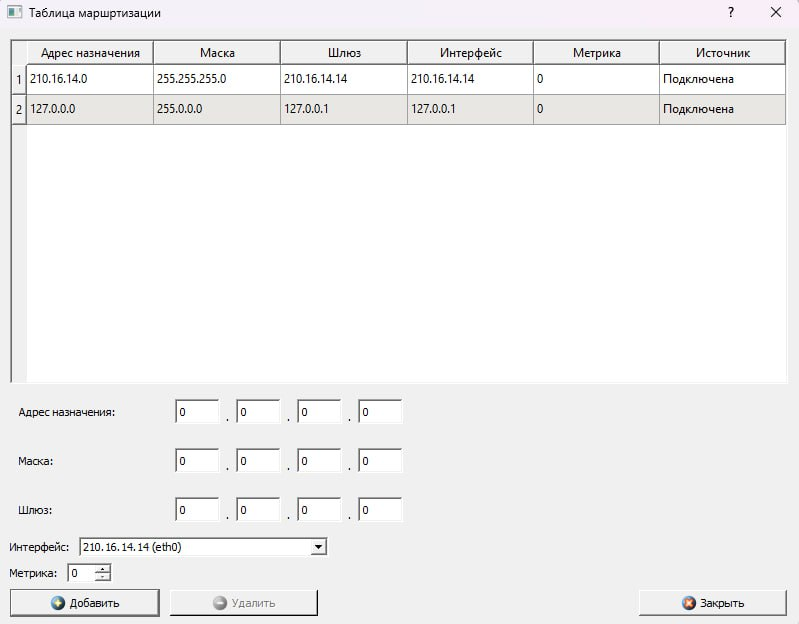 Таблица маршртизации
?
Адрес назначения Маска Шлюз Интерфейс Метрика Источник
1 210.16.14.0 255.255.255.0 210.16.14.14 210.16.14.14 0 Подключена
2 127.0.0.0 255.0.0.0 127.0.0.1 127.0.0.1 0 Подключена
Адрес назначения: 0 . 0 . 0 . 0
Маска: 0 . 0 . 0 . 0
Шлюз: 0 . 0 . 0 . 0
Интерфейс: 210.16.14.14 (eth0)
Метрика: 0
Добавить Удалить Закрыть